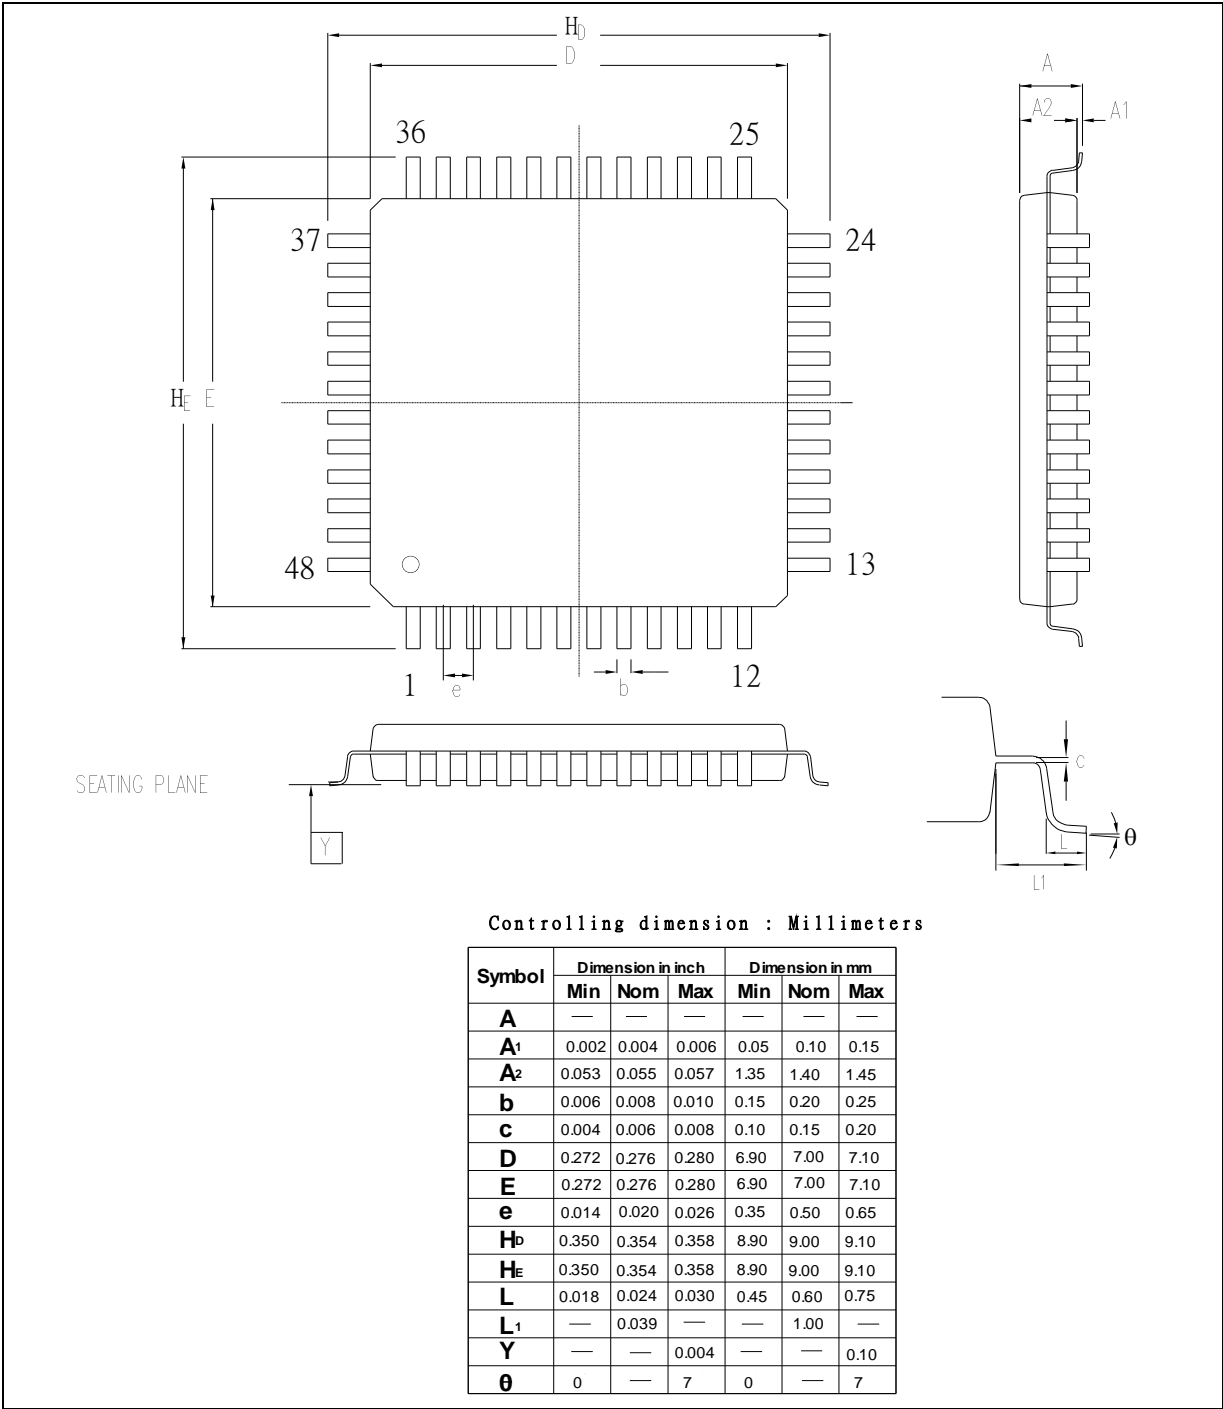 HD
D
A
A2 A1
36 25
37 24
HE E
48 13
1 e b 12
SEATING PLANE
c
Y
L θ
L1
Controlling dimension : Millimeters
Symbol Dimension in inch Dimension in mm
Min Nom Max Min Nom Max
A — — — — — —
A1 0.002 0.004 0.006 0.05 0.10 0.15
A2 0.053 0.055 0.057 1.35 1.40 1.45
b 0.006 0.008 0.010 0.15 0.20 0.25
c 0.004 0.006 0.008 0.10 0.15 0.20
D 0.272 0.276 0.280 6.90 7.00 7.10
E 0.272 0.276 0.280 6.90 7.00 7.10
e 0.014 0.020 0.026 0.35 0.50 0.65
HD 0.350 0.354 0.358 8.90 9.00 9.10
HE 0.350 0.354 0.358 8.90 9.00 9.10
L 0.018 0.024 0.030 0.45 0.60 0.75
L1 — 0.039 — — 1.00 —
Y — — 0.004 — — 0.10
θ 0 — 7 0 — 7